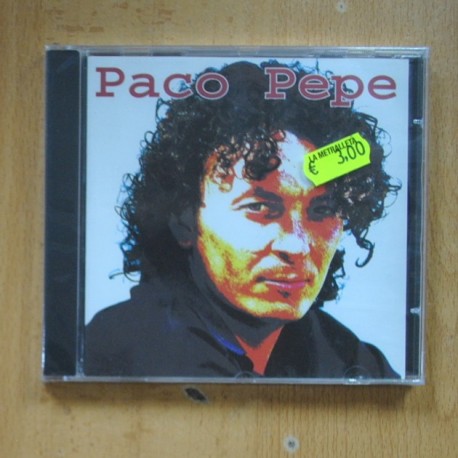 Paco Pepe
LA METRALLETA
€ 3,00